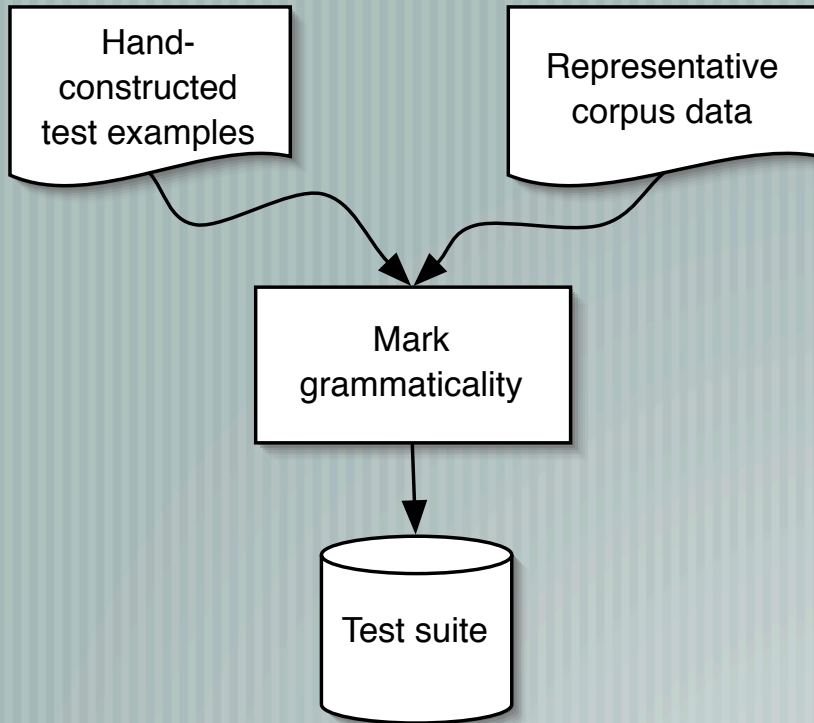 Hand-
constructed
test examples
Representative
corpus data
Mark
grammaticality
Test suite